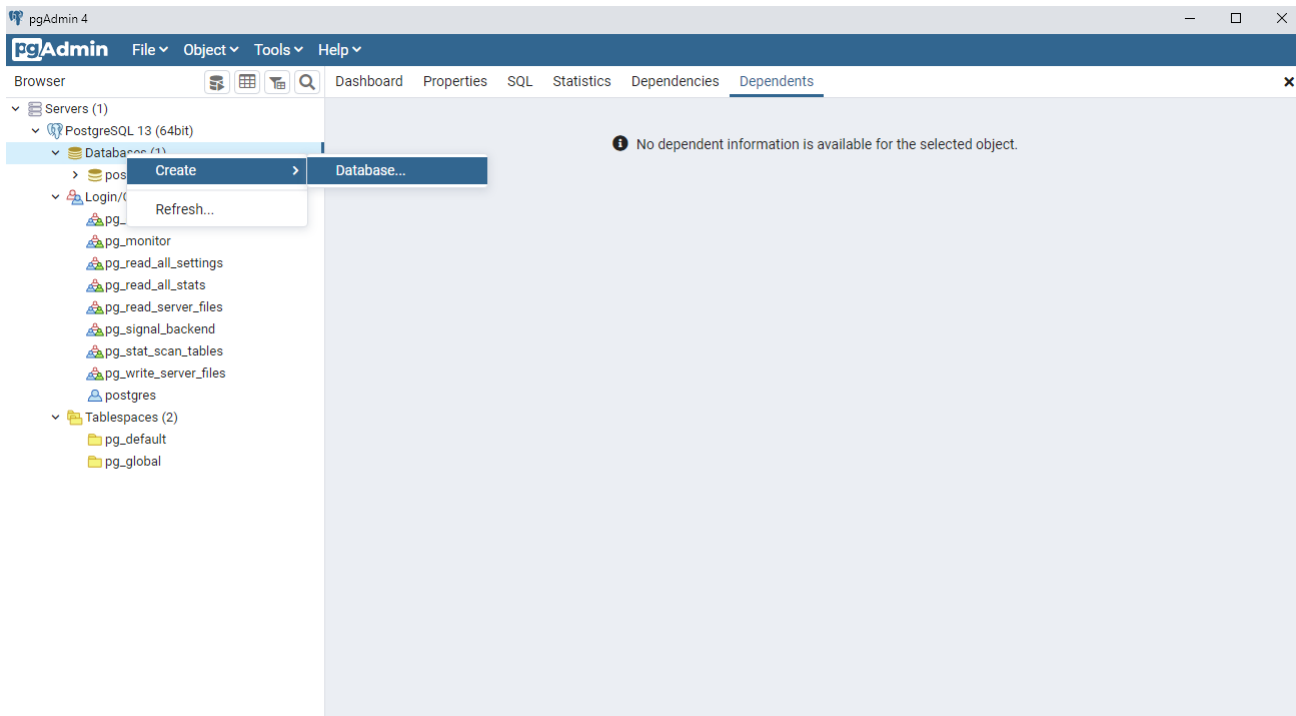 pgAdmin 4
pgAdmin File Object Tools Help
Browser
Dashboard Properties SQL Statistics Dependencies Dependents
Servers (1)
PostgreSQL 13 (64bit)
Databases (1)
Create
Database...
Refresh...
pg_monitor
pg_read_all_settings
pg_read_all_stats
pg_read_server_files
pg_signal_backend
pg_stat_scan_tables
pg_write_server_files
postgres
Tablespaces (2)
pg_default
pg_global
No dependent information is available for the selected object.